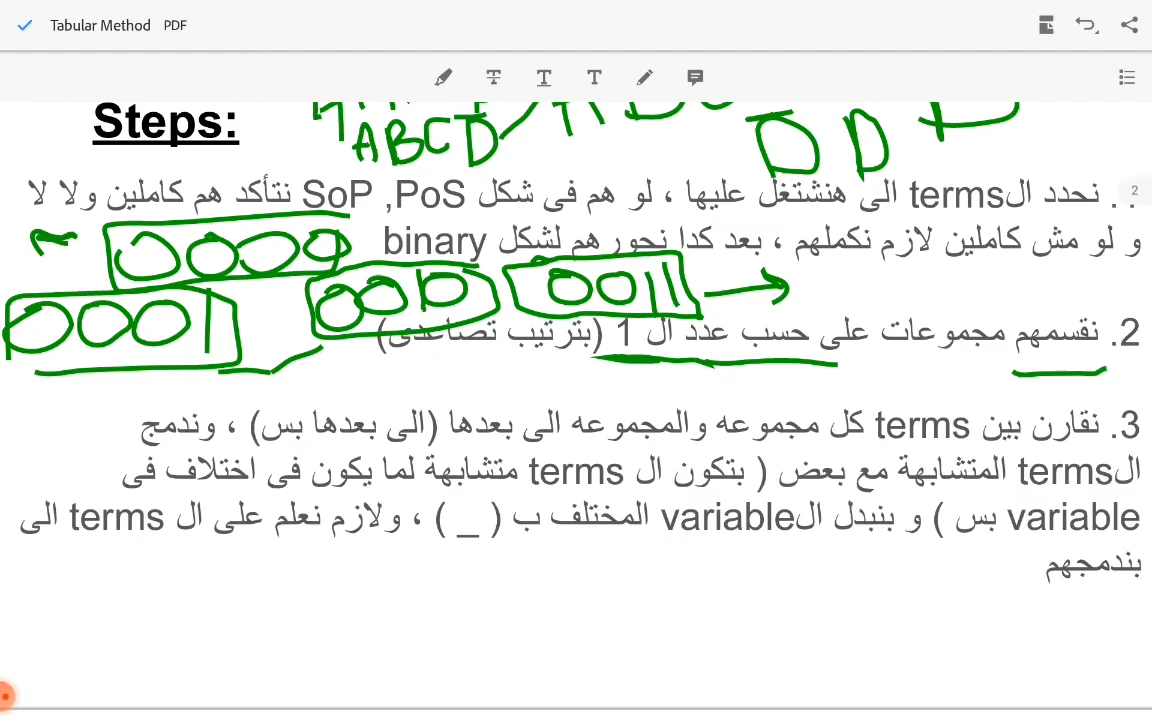 Tabular Method PDF
Steps:
ABCD
D D
2
نحدد الterms الى هنشتغل عليها ، لو هم فى شكل SoP ,PoS نتأكد هم كاملين ولا لا
و لو مش كاملين لازم نكملهم ، بعد كدا نحورهم لشكل binary
0000
000 0011
0001
2. نقسمهم مجموعات على حسب عدد ال 1 (بترتيب تصاعدى)
3. نقارن بين terms كل مجموعه والمجموعه الى بعدها (الى بعدها بس) ، وندمج
الterms المتشابهة مع بعض ( بتكون ال terms متشابهة لما يكون فى اختلاف فى
variable بس ) و بنبدل الvariable المختلف ب ( _ ) ، ولازم نعلم على ال terms الى
بندمجهم